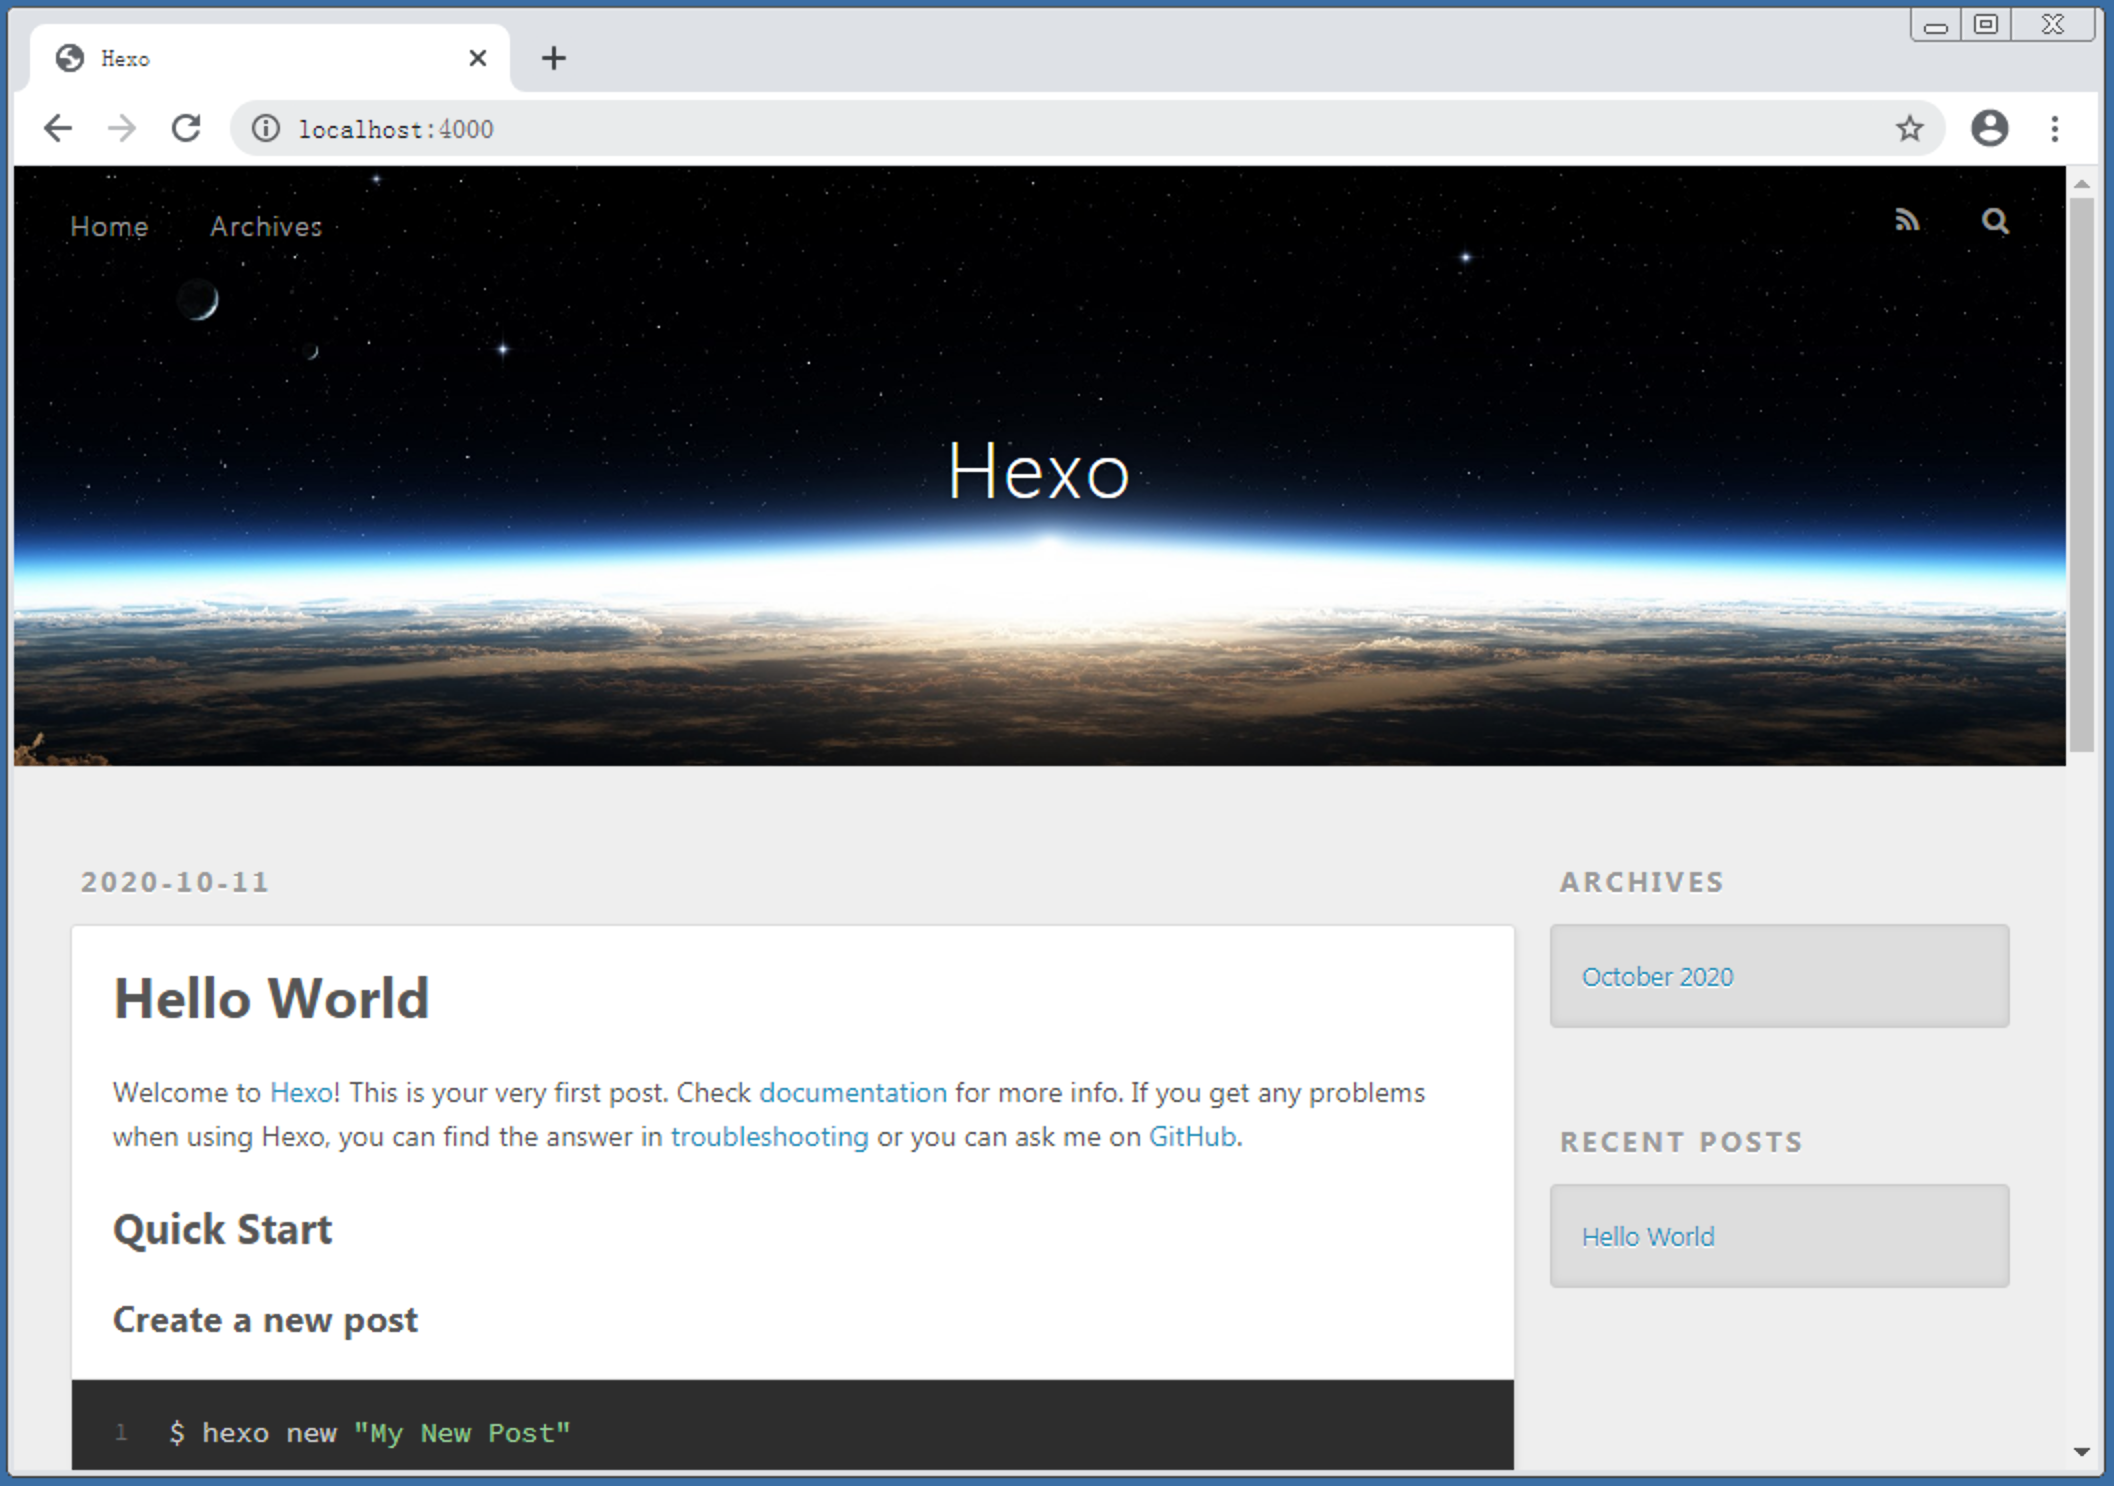 Hexo
localhost:4000
Home Archives
Hexo
2020-10-11
Hello World
Welcome to Hexo! This is your very first post. Check documentation for more info. If you get any problems
when using Hexo, you can find the answer in troubleshooting or you can ask me on GitHub.
Quick Start
Create a new post
1 $ hexo new "My New Post"
ARCHIVES
October 2020
RECENT POSTS
Hello World